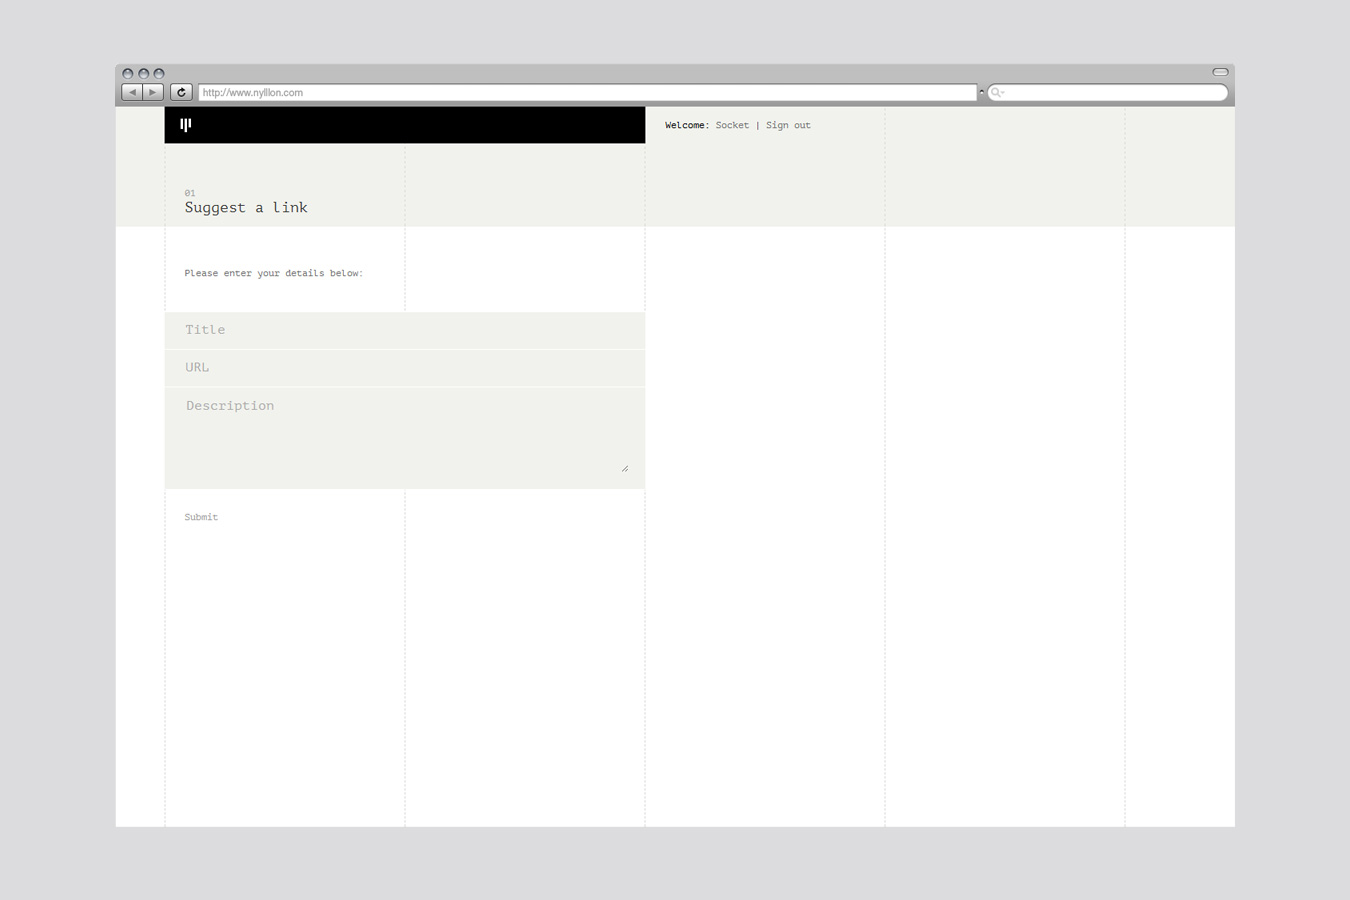 http://www.nylllon.com
Welcome: Socket | Sign out
01
Suggest a link
Please enter your details below:
Title
URL
Description
Submit